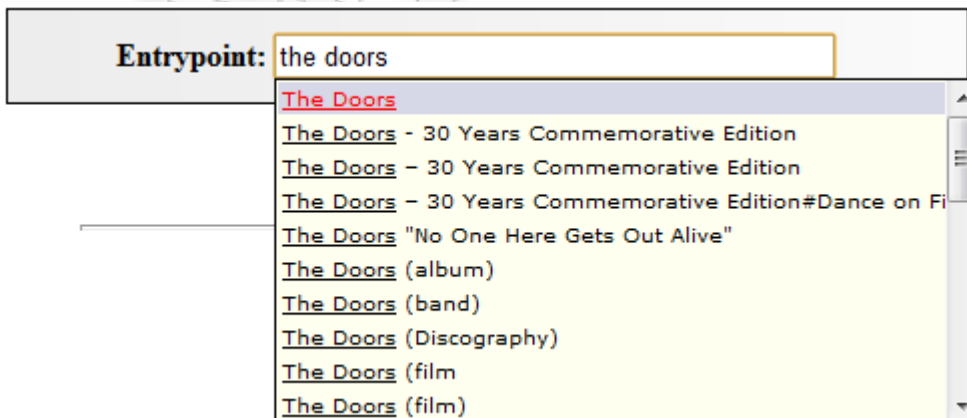 Entrypoint: the doors
The Doors
The Doors - 30 Years Commemorative Edition
The Doors – 30 Years Commemorative Edition
The Doors – 30 Years Commemorative Edition#Dance on Fi
The Doors "No One Here Gets Out Alive"
The Doors (album)
The Doors (band)
The Doors (Discography)
The Doors (film
The Doors (film)